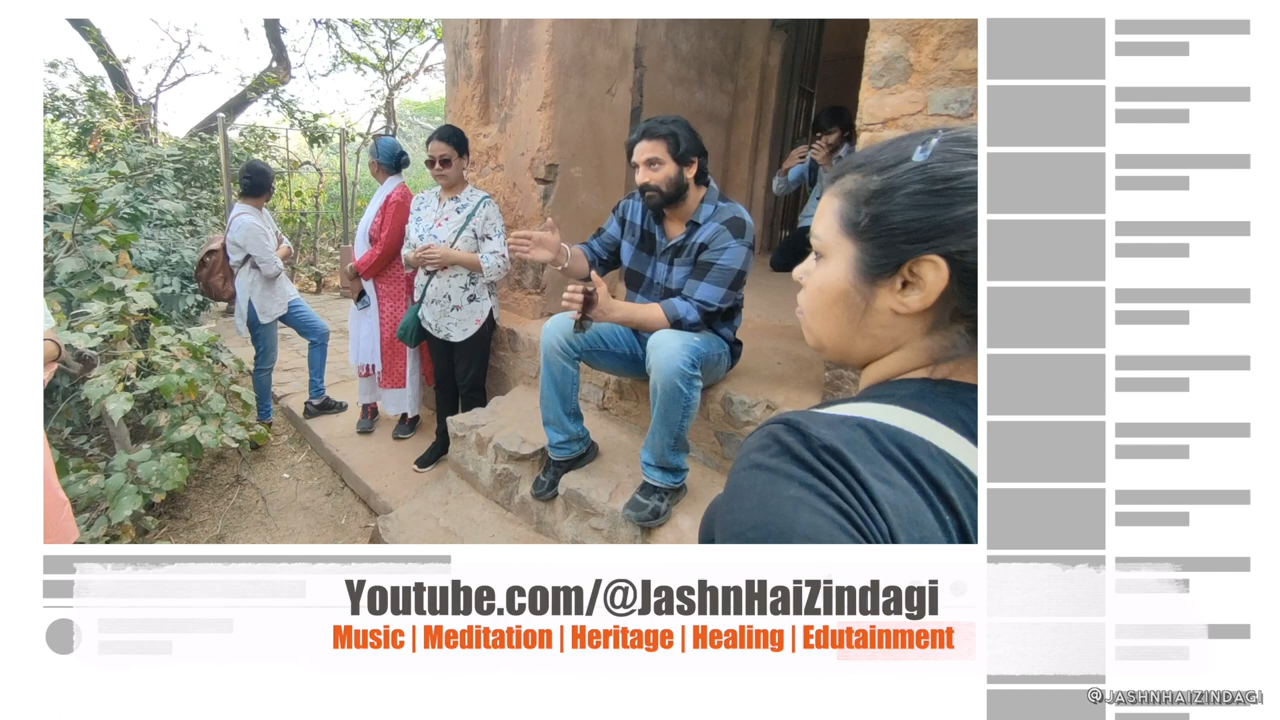 Youtube.com/@JashnHaiZindagi
Music | Meditation | Heritage | Healing | Edutainment
@JASHNHAIZINDAGI